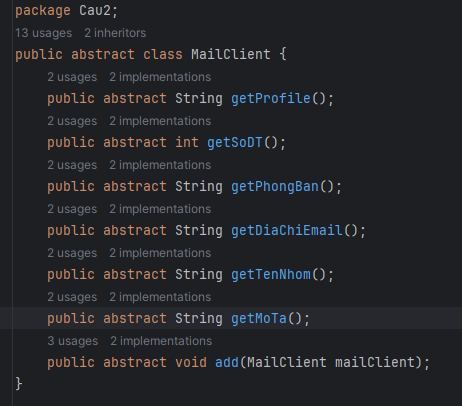 package Cau2;
13 usages 2 inheritors
public abstract class MailClient {
2 usages 2 implementations
public abstract String getProfile();
2 usages 2 implementations
public abstract int getSoDT();
2 usages 2 implementations
public abstract String getPhongBan();
2 usages 2 implementations
public abstract String getDiaChiEmail();
2 usages 2 implementations
public abstract String getTenNhom();
2 usages 2 implementations
public abstract String getMoTa();
3 usages 2 implementations
public abstract void add(MailClient mailClient);
}